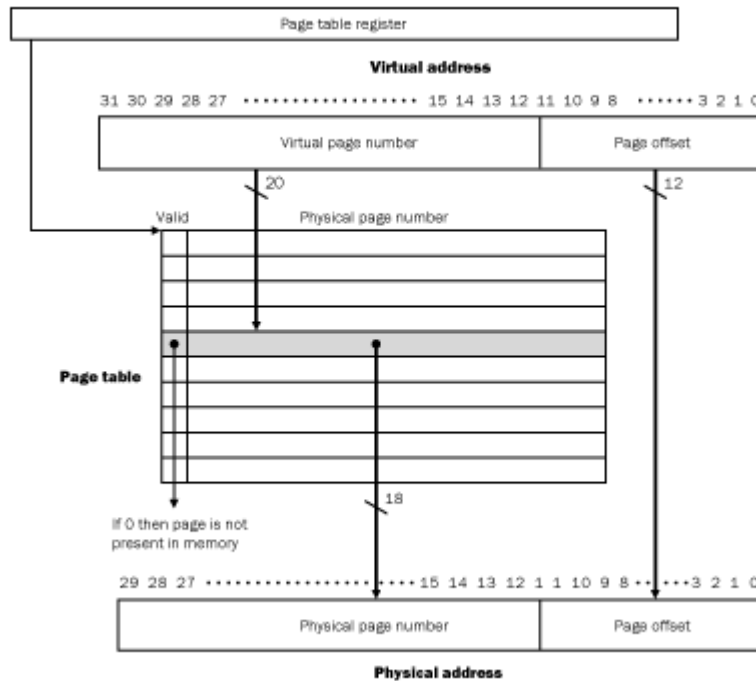 Page table register
Virtual address
31 30 29 28 27 •••••••••••••••••• 15 14 13 12 11 10 9 8 ••••••3 2 1 0
Virtual page number Page offset
20 12
Valid Physical page number
Page table
18
If 0 then page is not
present in memory
29 28 27 ••••••••••••••••••••••15 14 13 12 1 1 10 9 8 ••••••3 2 1 0
Physical page number Page offset
Physical address